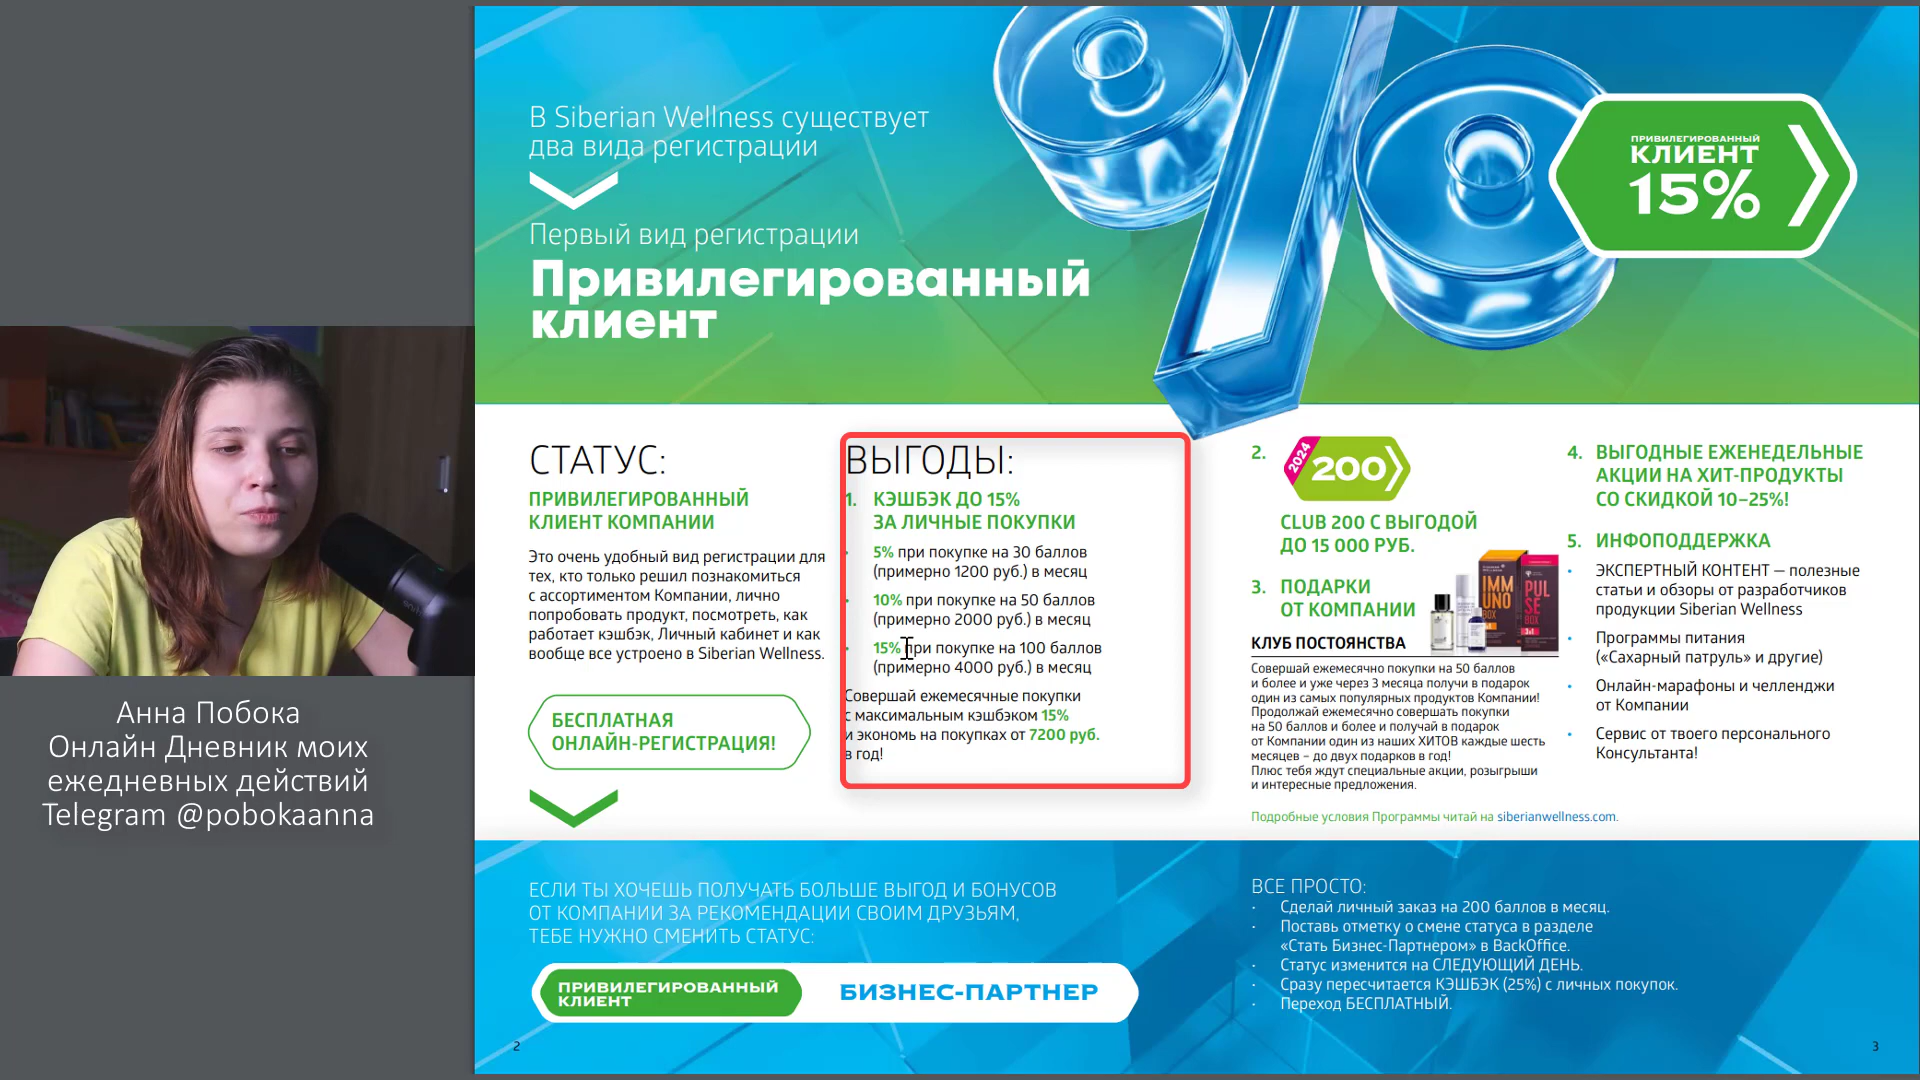 В Siberian Wellness существует
два вида регистрации
Первый вид регистрации
Привилегированный
клиент
ПРИВИЛЕГИРОВАННЫЙ
КЛИЕНТ
15%
СТАТУС:
ПРИВИЛЕГИРОВАННЫЙ
КЛИЕНТ КОМПАНИИ
Это очень удобный вид регистрации для
тех, кто только решил познакомиться
с ассортиментом Компании, лично
попробовать продукт, посмотреть, как
работает кэшбэк, Личный кабинет и как
вообще все устроено в Siberian Wellness.
БЕСПЛАТНАЯ
ОНЛАЙН-РЕГИСТРАЦИЯ!
ВЫГОДЫ:
1. КЭШБЭК ДО 15%
ЗА ЛИЧНЫЕ ПОКУПКИ
5% при покупке на 30 баллов
(примерно 1200 руб.) в месяц
10% при покупке на 50 баллов
(примерно 2000 руб.) в месяц
15% при покупке на 100 баллов
(примерно 4000 руб.) в месяц
Совершай ежемесячные покупки
с максимальным кэшбэком 15%
и экономь на покупках от 7200 руб.
в год!
2.
2024
200
CLUB 200 С ВЫГОДОЙ
ДО 15 000 РУБ.
3. ПОДАРКИ
ОТ КОМПАНИИ
IMM
UNO
BOX
PUL
SE
BOX
3в1
КЛУБ ПОСТОЯНСТВА
Совершай ежемесячно покупки на 50 баллов
и более и уже через 3 месяца получи в подарок
один из самых популярных продуктов Компании!
Продолжай ежемесячно совершать покупки
на 50 баллов и более и получай в подарок
от Компании один из наших ХИТОВ каждые шесть
месяцев – до двух подарков в год!
Плюс тебя ждут специальные акции, розыгрыши
и интересные предложения.
Подробные условия Программы читай на siberianwellness.com.
4. ВЫГОДНЫЕ ЕЖЕНЕДЕЛЬНЫЕ
АКЦИИ НА ХИТ-ПРОДУКТЫ
СО СКИДКОЙ 10–25%!
5. ИНФОПОДДЕРЖКА
• ЭКСПЕРТНЫЙ КОНТЕНТ — полезные
статьи и обзоры от разработчиков
продукции Siberian Wellness
• Программы питания
(«Сахарный патруль» и другие)
• Онлайн-марафоны и челленджи
от Компании
• Сервис от твоего персонального
Консультанта!
Анна Побока
Онлайн Дневник моих
ежедневных действий
Telegram @pobokaanna
ЕСЛИ ТЫ ХОЧЕШЬ ПОЛУЧАТЬ БОЛЬШЕ ВЫГОД И БОНУСОВ
ОТ КОМПАНИИ ЗА РЕКОМЕНДАЦИИ СВОИМ ДРУЗЬЯМ,
ТЕБЕ НУЖНО СМЕНИТЬ СТАТУС:
ПРИВИЛЕГИРОВАННЫЙ
КЛИЕНТ
БИЗНЕС-ПАРТНЕР
ВСЕ ПРОСТО:
• Сделай личный заказ на 200 баллов в месяц.
• Поставь отметку о смене статуса в разделе
«Стать Бизнес-Партнером» в BackOffice.
• Статус изменится на СЛЕДУЮЩИЙ ДЕНЬ.
• Сразу пересчитается КЭШБЭК (25%) с личных покупок.
• Переход БЕСПЛАТНЫЙ.
2
3